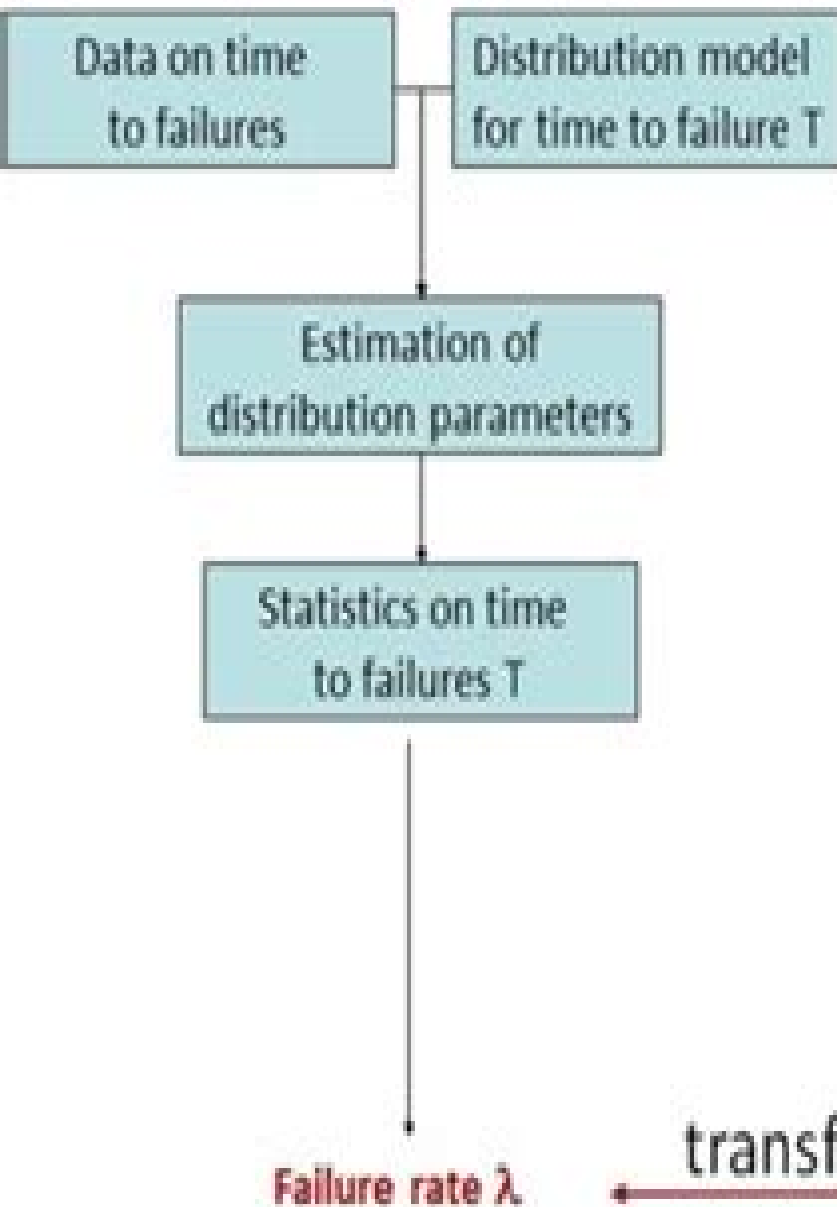 Data on time
to failures
Distribution model
for time to failure T
Estimation of
distribution parameters
Statistics on time
to failures T
transf
Failure rate λ